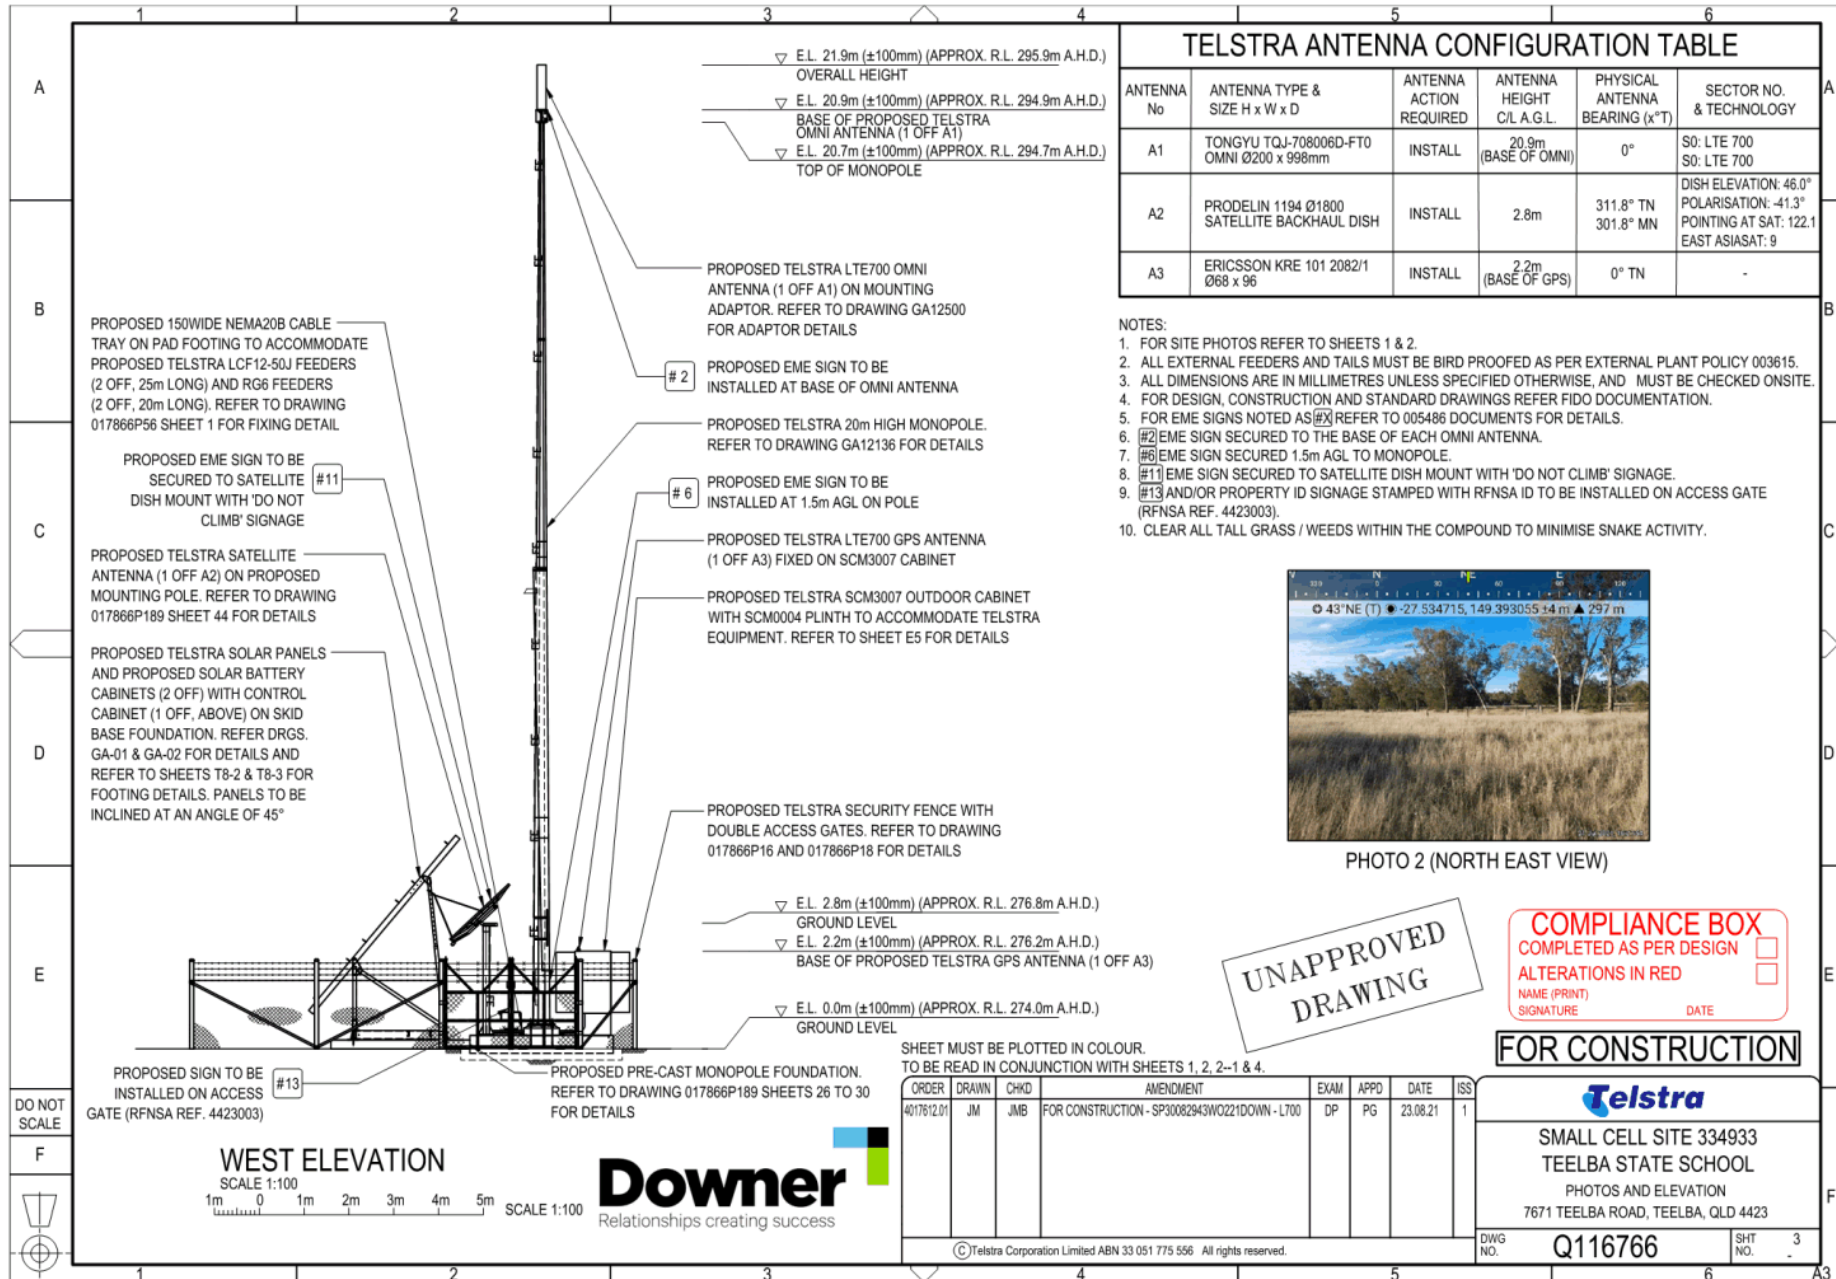 1 2 3 4 5 6
A
B
C
D
E
DO NOT
SCALE
F
E.L. 21.9m (±100mm) (APPROX. R.L. 295.9m A.H.D.)
OVERALL HEIGHT
E.L. 20.9m (±100mm) (APPROX. R.L. 294.9m A.H.D.)
BASE OF PROPOSED TELSTRA
OMNI ANTENNA (1 OFF A1)
E.L. 20.7m (±100mm) (APPROX. R.L. 294.7m A.H.D.)
TOP OF MONOPOLE
PROPOSED 150WIDE NEMA20B CABLE
TRAY ON PAD FOOTING TO ACCOMMODATE
PROPOSED TELSTRA LCF12-50J FEEDERS
(2 OFF, 25m LONG) AND RG6 FEEDERS
(2 OFF, 20m LONG). REFER TO DRAWING
017866P56 SHEET 1 FOR FIXING DETAIL
PROPOSED EME SIGN TO BE
SECURED TO SATELLITE
DISH MOUNT WITH 'DO NOT
CLIMB' SIGNAGE
#11
PROPOSED TELSTRA SATELLITE
ANTENNA (1 OFF A2) ON PROPOSED
MOUNTING POLE. REFER TO DRAWING
017866P189 SHEET 44 FOR DETAILS
PROPOSED TELSTRA SOLAR PANELS
AND PROPOSED SOLAR BATTERY
CABINETS (2 OFF) WITH CONTROL
CABINET (1 OFF, ABOVE) ON SKID
BASE FOUNDATION. REFER DRGS.
GA-01 & GA-02 FOR DETAILS AND
REFER TO SHEETS T8-2 & T8-3 FOR
FOOTING DETAILS. PANELS TO BE
INCLINED AT AN ANGLE OF 45°
PROPOSED TELSTRA LTE700 OMNI
ANTENNA (1 OFF A1) ON MOUNTING
ADAPTOR. REFER TO DRAWING GA12500
FOR ADAPTOR DETAILS
# 2
PROPOSED EME SIGN TO BE
INSTALLED AT BASE OF OMNI ANTENNA
PROPOSED TELSTRA 20m HIGH MONOPOLE.
REFER TO DRAWING GA12136 FOR DETAILS
# 6
PROPOSED EME SIGN TO BE
INSTALLED AT 1.5m AGL ON POLE
PROPOSED TELSTRA LTE700 GPS ANTENNA
(1 OFF A3) FIXED ON SCM3007 CABINET
PROPOSED TELSTRA SCM3007 OUTDOOR CABINET
WITH SCM0004 PLINTH TO ACCOMMODATE TELSTRA
EQUIPMENT. REFER TO SHEET E5 FOR DETAILS
PROPOSED TELSTRA SECURITY FENCE WITH
DOUBLE ACCESS GATES. REFER TO DRAWING
017866P16 AND 017866P18 FOR DETAILS
E.L. 2.8m (±100mm) (APPROX. R.L. 276.8m A.H.D.)
GROUND LEVEL
E.L. 2.2m (±100mm) (APPROX. R.L. 276.2m A.H.D.)
BASE OF PROPOSED TELSTRA GPS ANTENNA (1 OFF A3)
E.L. 0.0m (±100mm) (APPROX. R.L. 274.0m A.H.D.)
GROUND LEVEL
PROPOSED SIGN TO BE
INSTALLED ON ACCESS
GATE (RFNSA REF. 4423003)
#13
PROPOSED PRE-CAST MONOPOLE FOUNDATION.
REFER TO DRAWING 017866P189 SHEETS 26 TO 30
FOR DETAILS
WEST ELEVATION
SCALE 1:100
1m 0 1m 2m 3m 4m 5m
SCALE 1:100
Downer
Relationships creating success
TELSTRA ANTENNA CONFIGURATION TABLE
ANTENNA No ANTENNA TYPE & SIZE H x W x D ANTENNA ACTION REQUIRED ANTENNA HEIGHT C/L A.G.L. PHYSICAL ANTENNA BEARING (x°T) SECTOR NO. & TECHNOLOGY
A1 TONGYU TQJ-708006D-FT0 OMNI Ø200 x 998mm INSTALL 20.9m (BASE OF OMNI) 0° S0: LTE 700 S0: LTE 700
A2 PRODELIN 1194 Ø1800 SATELLITE BACKHAUL DISH INSTALL 2.8m 311.8° TN 301.8° MN DISH ELEVATION: 46.0° POLARISATION: -41.3° POINTING AT SAT: 122.1 EAST ASIASAT: 9
A3 ERICSSON KRE 101 2082/1 Ø68 x 96 INSTALL 2.2m (BASE OF GPS) 0° TN -
NOTES:
1. FOR SITE PHOTOS REFER TO SHEETS 1 & 2.
2. ALL EXTERNAL FEEDERS AND TAILS MUST BE BIRD PROOFED AS PER EXTERNAL PLANT POLICY 003615.
3. ALL DIMENSIONS ARE IN MILLIMETRES UNLESS SPECIFIED OTHERWISE, AND MUST BE CHECKED ONSITE.
4. FOR DESIGN, CONSTRUCTION AND STANDARD DRAWINGS REFER FIDO DOCUMENTATION.
5. FOR EME SIGNS NOTED AS #X REFER TO 005486 DOCUMENTS FOR DETAILS.
6. #2 EME SIGN SECURED TO THE BASE OF EACH OMNI ANTENNA.
7. #6 EME SIGN SECURED 1.5m AGL TO MONOPOLE.
8. #11 EME SIGN SECURED TO SATELLITE DISH MOUNT WITH 'DO NOT CLIMB' SIGNAGE.
9. #13 AND/OR PROPERTY ID SIGNAGE STAMPED WITH RFNSA ID TO BE INSTALLED ON ACCESS GATE
(RFNSA REF. 4423003).
10. CLEAR ALL TALL GRASS / WEEDS WITHIN THE COMPOUND TO MINIMISE SNAKE ACTIVITY.
N NE E
0 30 60
43°NE (T) -27.534715, 149.393055 ±4 m ▲ 297 m
PHOTO 2 (NORTH EAST VIEW)
UNAPPROVED
DRAWING
COMPLIANCE BOX
COMPLETED AS PER DESIGN
ALTERATIONS IN RED
NAME (PRINT)
SIGNATURE DATE
FOR CONSTRUCTION
SHEET MUST BE PLOTTED IN COLOUR.
TO BE READ IN CONJUNCTION WITH SHEETS 1, 2, 2--1 & 4.
ORDER DRAWN CHKD AMENDMENT EXAM APPD DATE ISS
4017612.01 JM JMB FOR CONSTRUCTION - SP30082943WO221DOWN - L700 DP PG 23.08.21 1
© Telstra Corporation Limited ABN 33 051 775 556 All rights reserved.
Telstra
SMALL CELL SITE 334933
TEELBA STATE SCHOOL
PHOTOS AND ELEVATION
7671 TEELBA ROAD, TEELBA, QLD 4423
DWG NO. Q116766 SHT NO. 3 -
A
B
C
D
E
F
1 2 3 4 5 6 A3